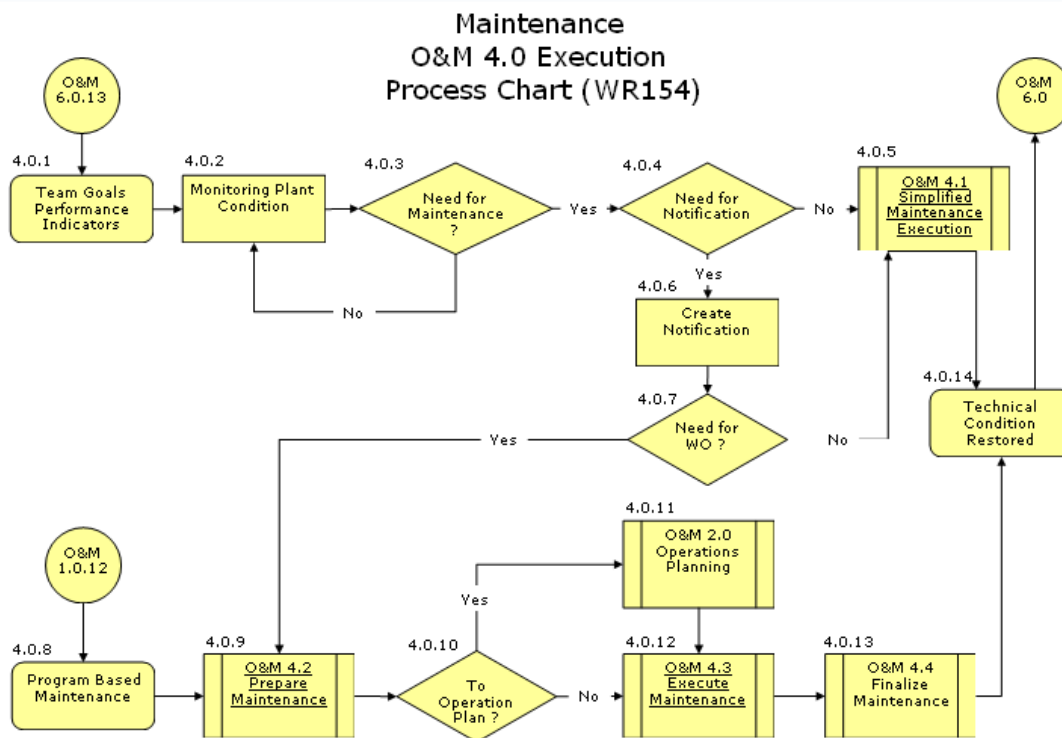 Maintenance
O&M 4.0 Execution
Process Chart (WR154)
O&M
6.0.13
O&M
6.0
4.0.1
Team Goals
Performance
Indicators
4.0.2
Monitoring Plant
Condition
4.0.3
Need for
Maintenance
?
Yes
No
4.0.4
Need for
Notification
No
Yes
4.0.5
O&M 4.1
Simplified
Maintenance
Execution
4.0.6
Create
Notification
4.0.7
Need for
WO ?
Yes
No
4.0.14
Technical
Condition
Restored
O&M
1.0.12
4.0.8
Program Based
Maintenance
4.0.9
O&M 4.2
Prepare
Maintenance
4.0.10
To
Operation
Plan ?
Yes
No
4.0.11
O&M 2.0
Operations
Planning
4.0.12
O&M 4.3
Execute
Maintenance
4.0.13
O&M 4.4
Finalize
Maintenance